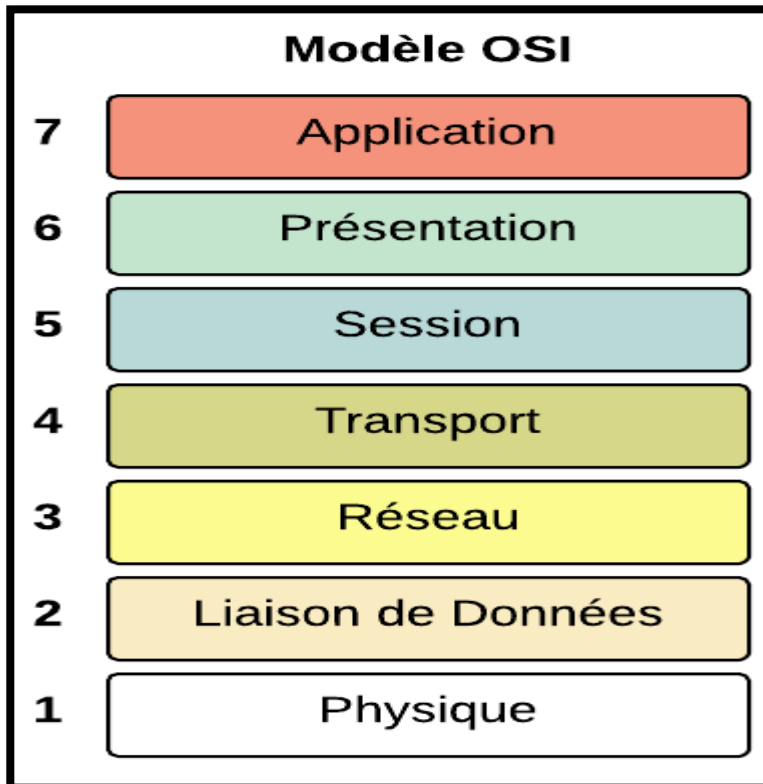 Modèle OSI
7 Application
6 Présentation
5 Session
4 Transport
3 Réseau
2 Liaison de Données
1 Physique